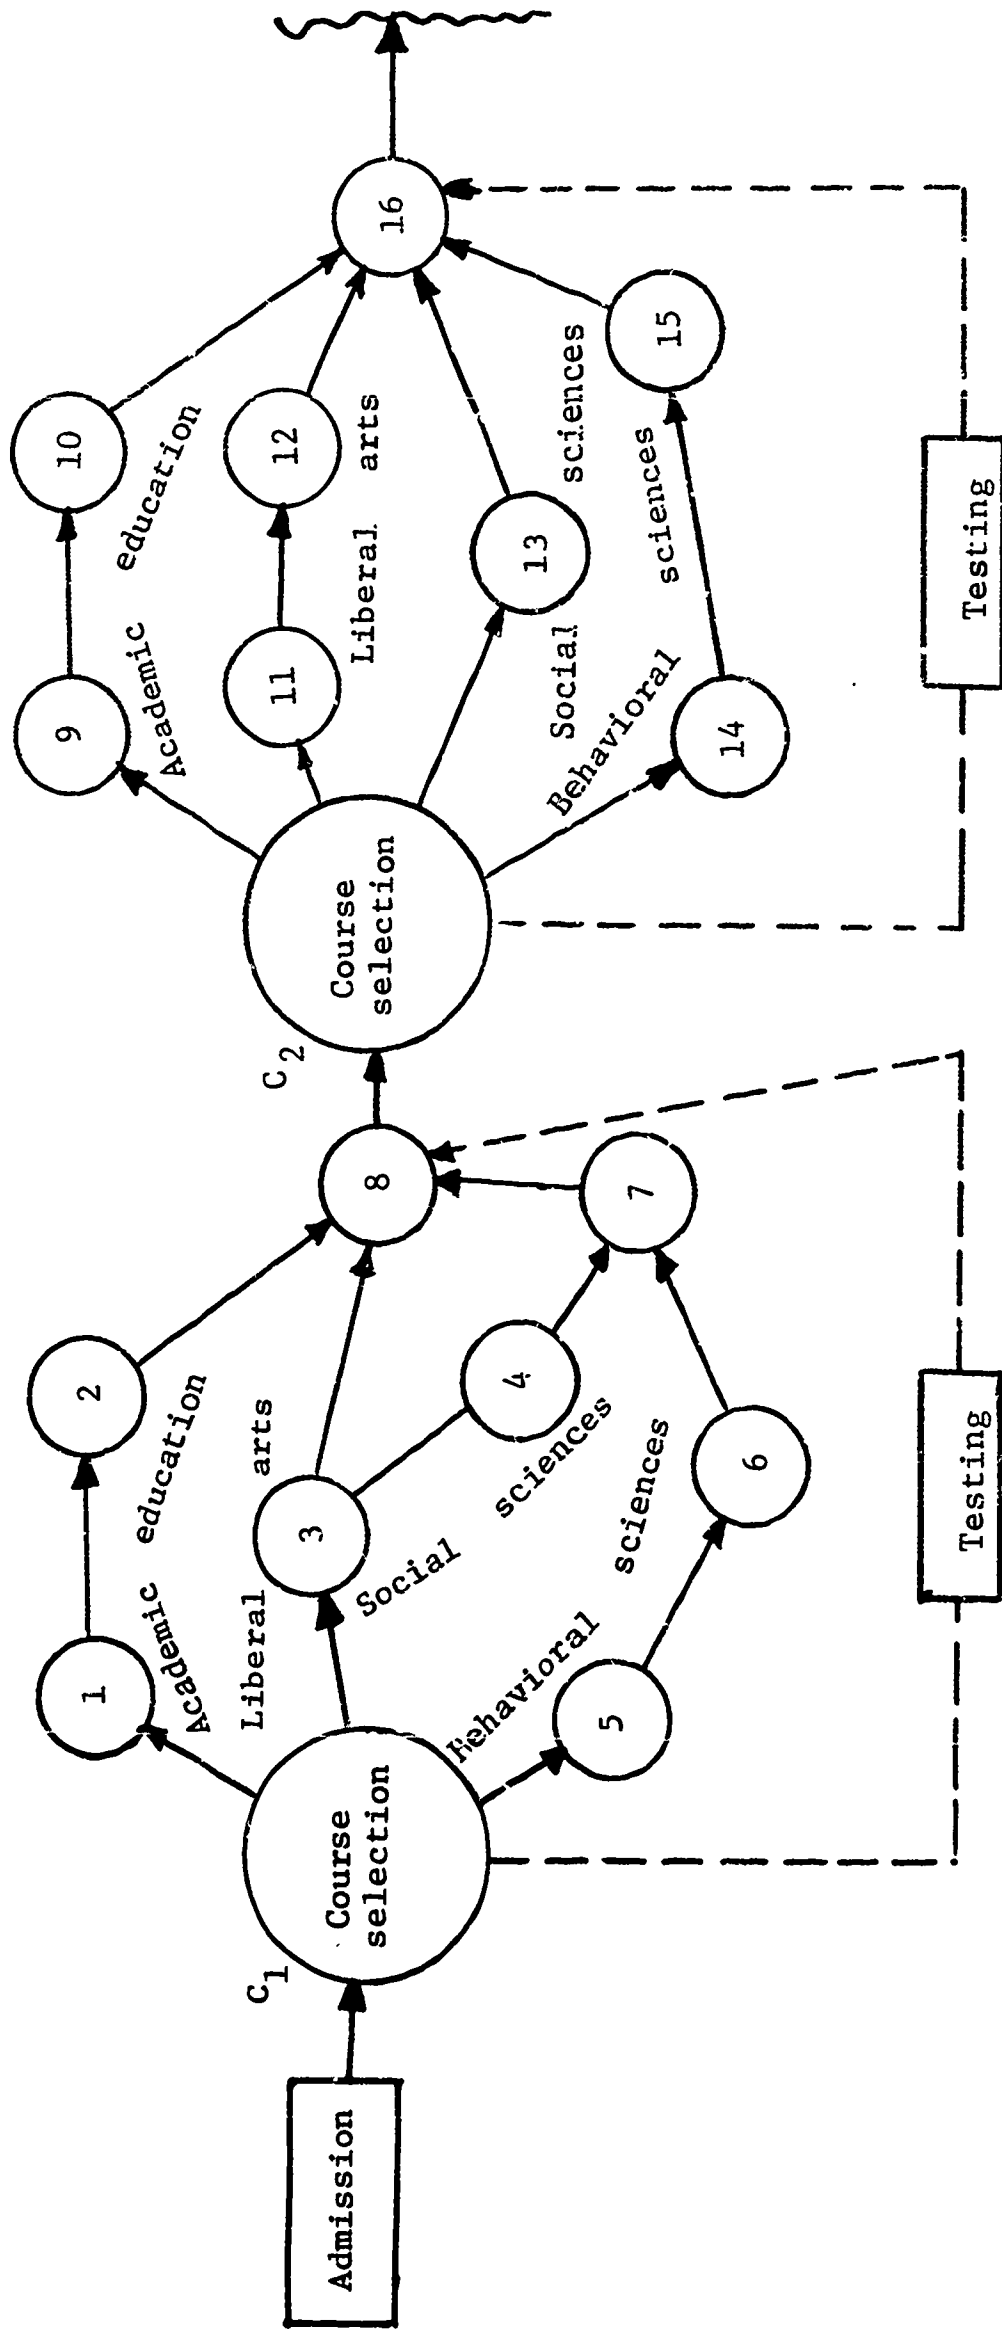 Admission
C1
Course
selection
1
Academic education
2
Liberal arts
3
Social sciences
4
Behavioral sciences
5
6
7
8
Testing
C2
Course
selection
9
Academic education
10
11
Liberal arts
12
Social sciences
13
Behavioral sciences
14
15
16
Testing